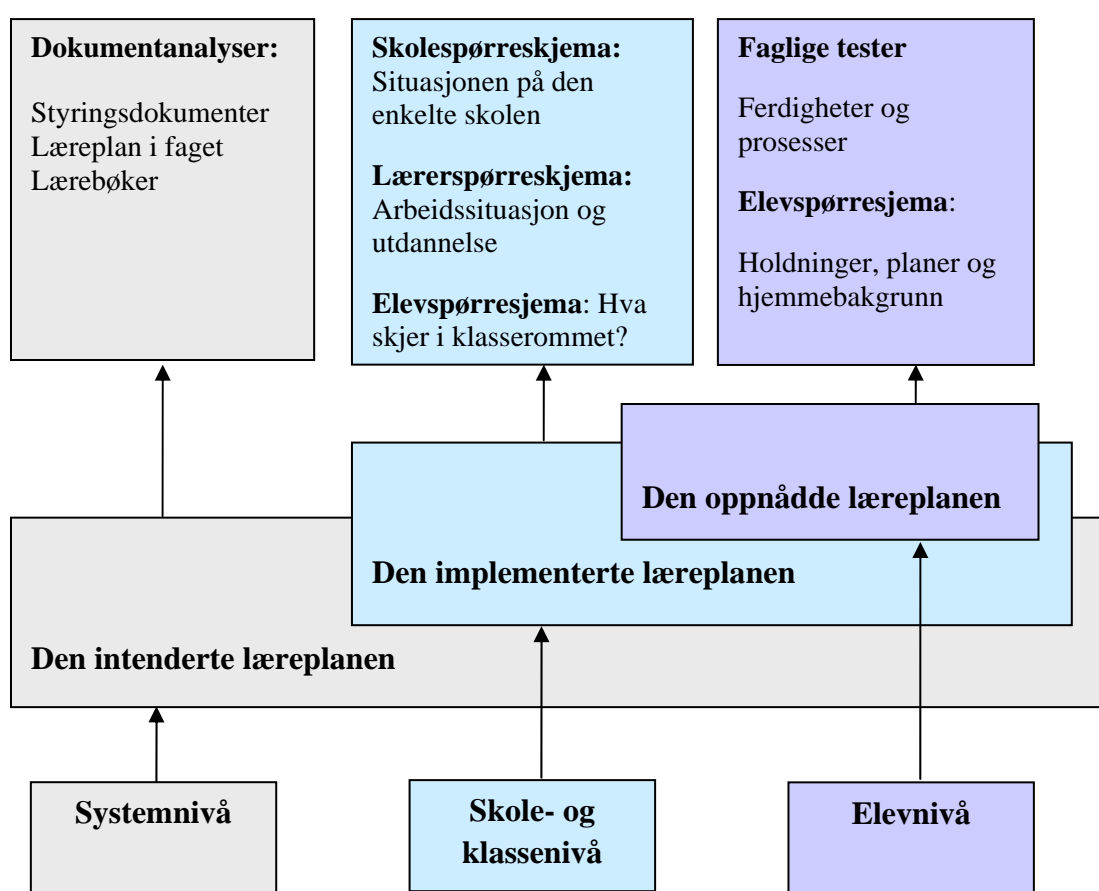 Dokumentanalyser:
Styringsdokumenter
Læreplan i faget
Lærebøker
Skolespørreskjema:
Situasjonen på den
enkelte skolen
Lærerspørreskjema:
Arbeidssituasjon og
utdannelse
Elevspørresjema: Hva
skjer i klasserommet?
Faglige tester
Ferdigheter og
prosesser
Elevspørresjema:
Holdninger, planer og
hjemmebakgrunn
Den oppnådde læreplanen
Den implementerte læreplanen
Den intenderte læreplanen
Systemnivå
Skole- og
klassenivå
Elevnivå